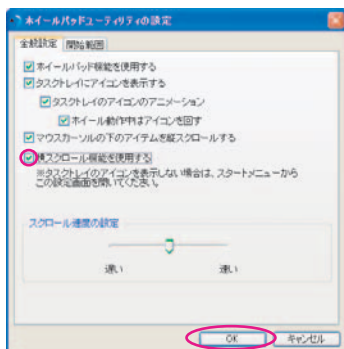 ホイールパッドユーティリティの設定
全般設定 開始範囲
ホイールパッド機能を使用する
タスクトレイにアイコンを表示する
タスクトレイのアイコンのアニメーション
ホイール動作中はアイコンを回す
マウスカーソルの下のアイテムを縦スクロールする
横スクロール機能を使用する
※タスクトレイのアイコンを表示しない場合は、スタートメニューから
この設定画面を開いてください。
スクロール速度の設定
遅い 速い
OK キャンセル